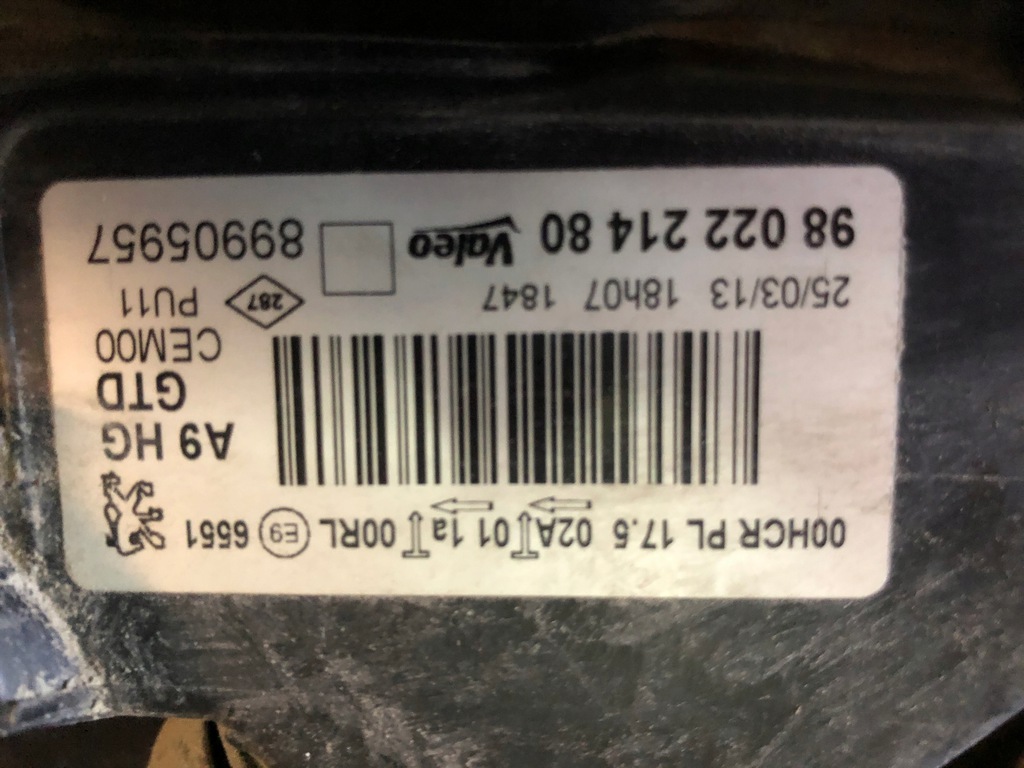 00HCR PL 17.5 02A 01 1a 00RL E9 6551
A9 HG
GTD
CEM00
25/03/13 18h07 1847 287 PU11
98 022 214 80 Valeo 89905957